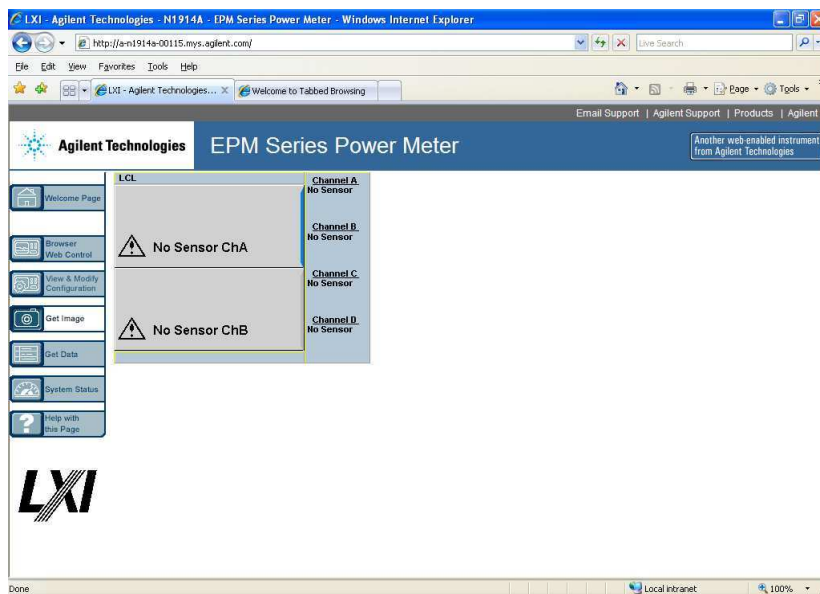 LXI - Agilent Technologies - N1914A - EPM Series Power Meter - Windows Internet Explorer
http://a-n1914a-00115.mys.agilent.com/
Live Search
File Edit View Favorites Tools Help
LXI - Agilent Technologies... X
Welcome to Tabbed Browsing
Page
Tools
Email Support | Agilent Support | Products | Agilent
Agilent Technologies
EPM Series Power Meter
Another web-enabled instrument
from Agilent Technologies
Welcome Page
Browser
Web Control
View & Modify
Configuration
Get Image
Get Data
System Status
Help with
this Page
LXI
LCL
No Sensor ChA
No Sensor ChB
Channel A
No Sensor
Channel B
No Sensor
Channel C
No Sensor
Channel D
No Sensor
Done
Local intranet
100%